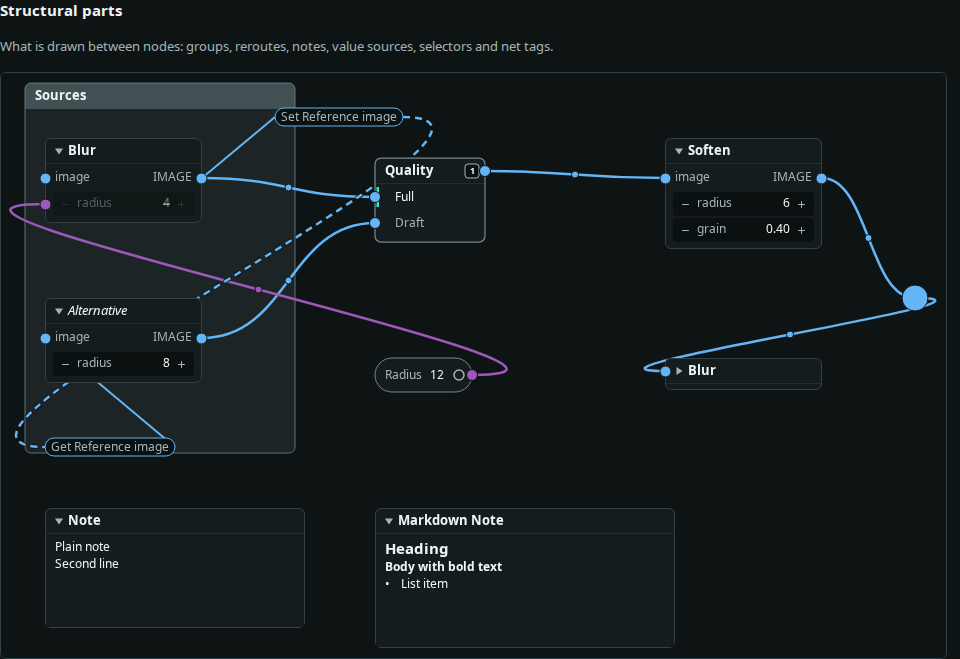 Structural parts
What is drawn between nodes: groups, reroutes, notes, value sources, selectors and net tags.
Sources
Set Reference image
Blur
image IMAGE
− radius 4 +
Quality 1
Full
Draft
Soften
image IMAGE
− radius 6 +
− grain 0.40 +
Alternative
image IMAGE
− radius 8 +
Radius 12
Blur
Get Reference image
Note
Plain note
Second line
Markdown Note
Heading
Body with bold text
• List item